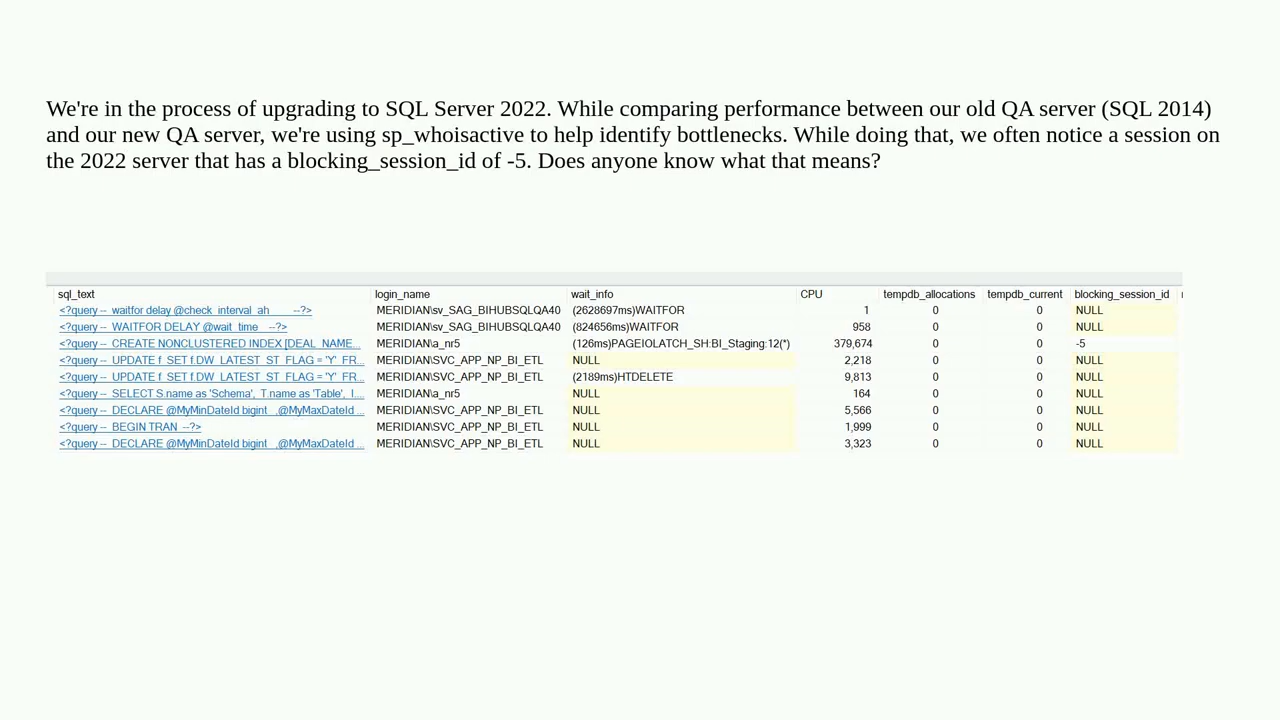 We're in the process of upgrading to SQL Server 2022. While comparing performance between our old QA server (SQL 2014)
and our new QA server, we're using sp_whoisactive to help identify bottlenecks. While doing that, we often notice a session on
the 2022 server that has a blocking_session_id of -5. Does anyone know what that means?
sql_text login_name wait_info CPU tempdb_allocations tempdb_current blocking_session_id
<?query -- waitfor delay @check_interval_ah --?> MERIDIAN\sv_SAG_BIHUBSQLQA40 (2628697ms)WAITFOR 1 0 0 NULL
<?query -- WAITFOR DELAY @wait_time --?> MERIDIAN\sv_SAG_BIHUBSQLQA40 (824656ms)WAITFOR 958 0 0 NULL
<?query -- CREATE NONCLUSTERED INDEX [DEAL_NAME... MERIDIAN\a_nr5 (126ms)PAGEIOLATCH_SH:BI_Staging:12(*) 379,674 0 0 -5
<?query -- UPDATE f SET f.DW_LATEST_ST_FLAG = 'Y' FR... MERIDIAN\SVC_APP_NP_BI_ETL NULL 2,218 0 0 NULL
<?query -- UPDATE f SET f.DW_LATEST_ST_FLAG = 'Y' FR... MERIDIAN\SVC_APP_NP_BI_ETL (2189ms)HTDELETE 9,813 0 0 NULL
<?query -- SELECT S.name as 'Schema', T.name as 'Table', I.... MERIDIAN\a_nr5 NULL 164 0 0 NULL
<?query -- DECLARE @MyMinDateId bigint ,@MyMaxDateId ... MERIDIAN\SVC_APP_NP_BI_ETL NULL 5,566 0 0 NULL
<?query -- BEGIN TRAN --?> MERIDIAN\SVC_APP_NP_BI_ETL NULL 1,999 0 0 NULL
<?query -- DECLARE @MyMinDateId bigint ,@MyMaxDateId ... MERIDIAN\SVC_APP_NP_BI_ETL NULL 3,323 0 0 NULL